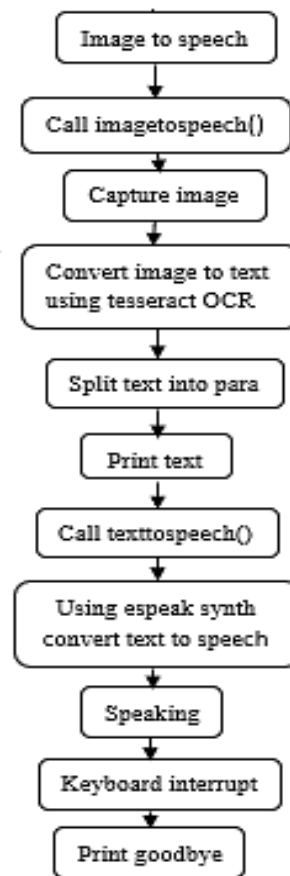 Image to speech
Call imagetospeech()
Capture image
Convert image to text
using tesseract OCR
Split text into para
Print text
Call texttospeech()
Using espeak synth
convert text to speech
Speaking
Keyboard interrupt
Print goodbye